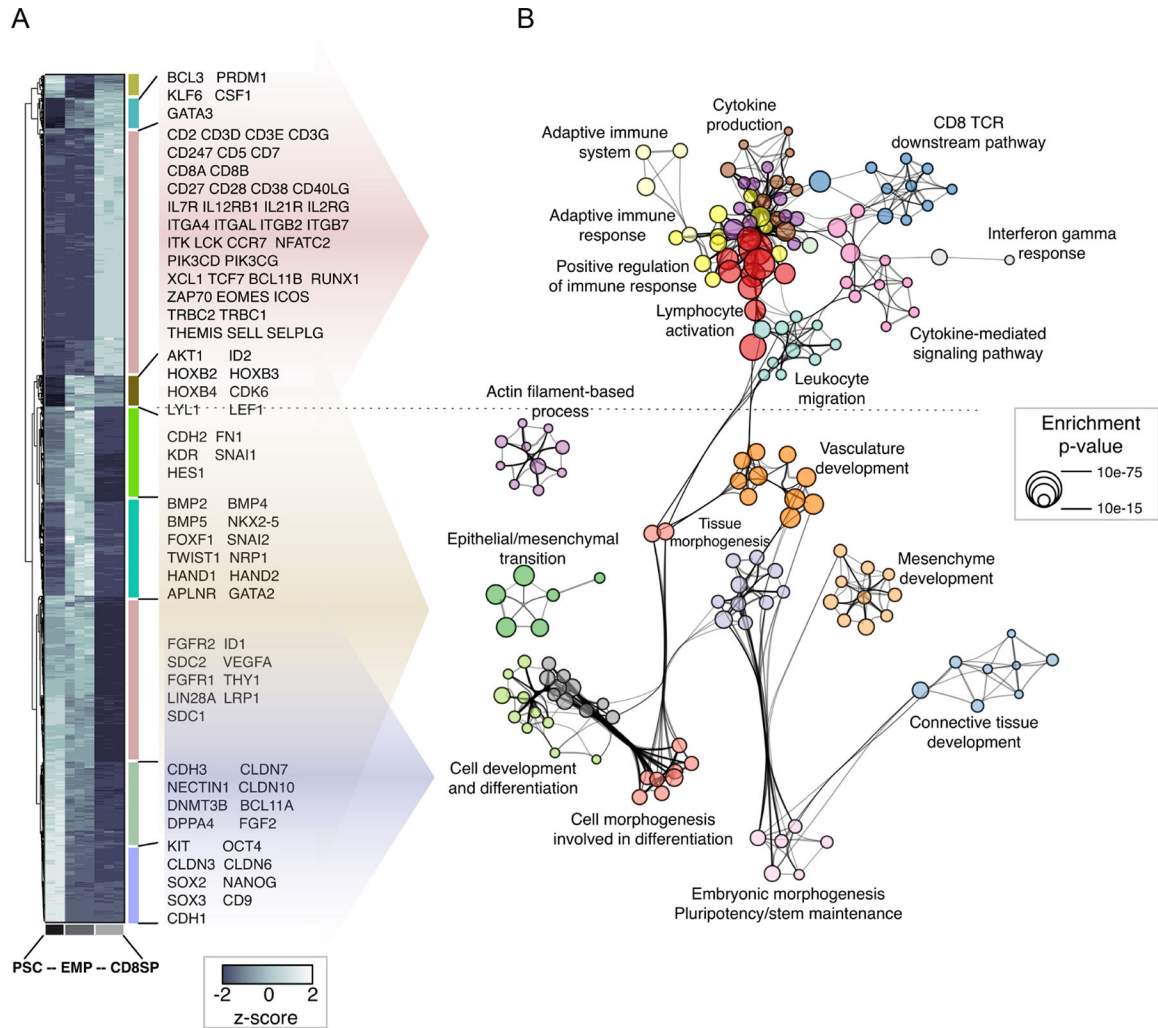 A
BCL3 PRDM1
KLF6 CSF1
GATA3
CD2 CD3D CD3E CD3G
CD247 CD5 CD7
CD8A CD8B
CD27 CD28 CD38 CD40LG
IL7R IL12RB1 IL21R IL2RG
ITGA4 ITGAL ITGB2 ITGB7
ITK LCK CCR7 NFATC2
PIK3CD PIK3CG
XCL1 TCF7 BCL11B RUNX1
ZAP70 EOMES ICOS
TRBC2 TRBC1
THEMIS SELL SELPLG
AKT1 ID2
HOXB2 HOXB3
HOXB4 CDK6
LYL1 LEF1
CDH2 FN1
KDR SNAI1
HES1
BMP2 BMP4
BMP5 NKX2-5
FOXF1 SNAI2
TWIST1 NRP1
HAND1 HAND2
APLNR GATA2
FGFR2 ID1
SDC2 VEGFA
FGFR1 THY1
LIN28A LRP1
SDC1
CDH3 CLDN7
NECTIN1 CLDN10
DNMT3B BCL11A
DPPA4 FGF2
KIT OCT4
CLDN3 CLDN6
SOX2 NANOG
SOX3 CD9
CDH1
PSC -- EMP -- CD8SP
-2 0 2
z-score
B
Cytokine
production
CD8 TCR
downstream pathway
Adaptive immune
system
Adaptive immune
response
Interferon gamma
response
Positive regulation
of immune response
Lymphocyte
activation
Cytokine-mediated
signaling pathway
Leukocyte
migration
Actin filament-based
process
Vasculature
development
Enrichment
p-value
10e-75
10e-15
Tissue
morphogenesis
Epithelial/mesenchymal
transition
Mesenchyme
development
Connective tissue
development
Cell development
and differentiation
Cell morphogenesis
involved in differentiation
Embryonic morphogenesis
Pluripotency/stem maintenance